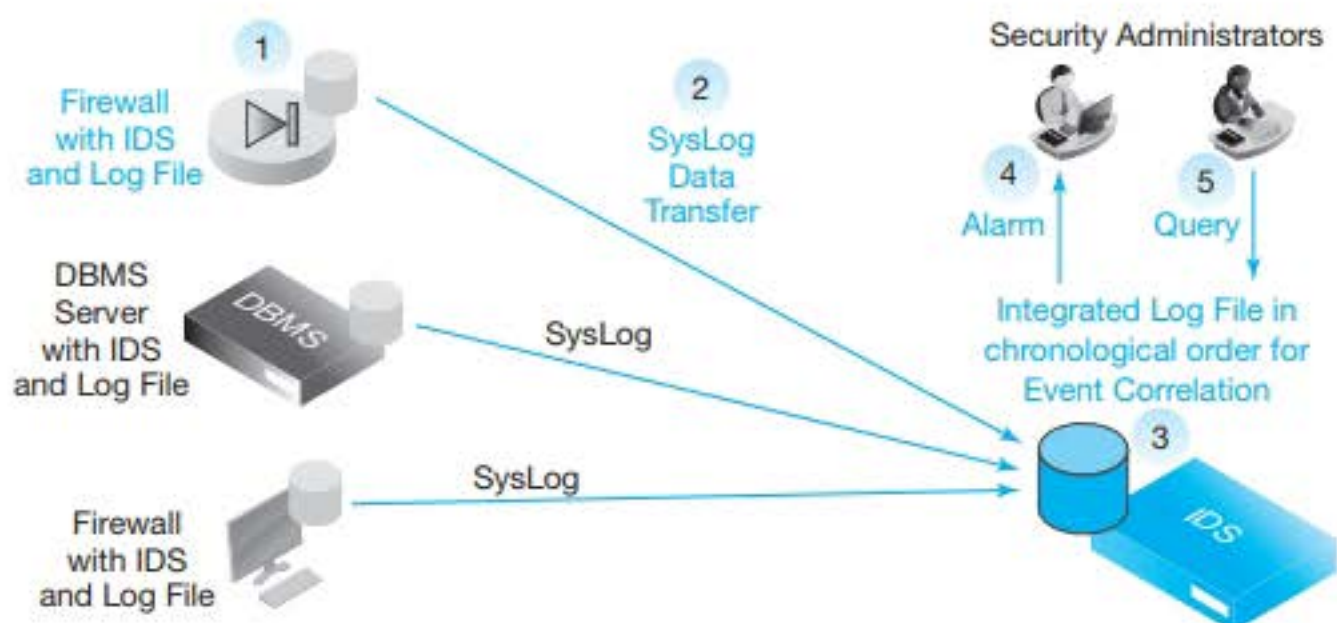 1
Firewall
with IDS
and Log File
2
SysLog
Data
Transfer
Security Administrators
4
Alarm
5
Query
DBMS
Server
with IDS
and Log File
DBMS
SysLog
Integrated Log File in
chronological order for
Event Correlation
3
IDS
Firewall
with IDS
and Log File
SysLog